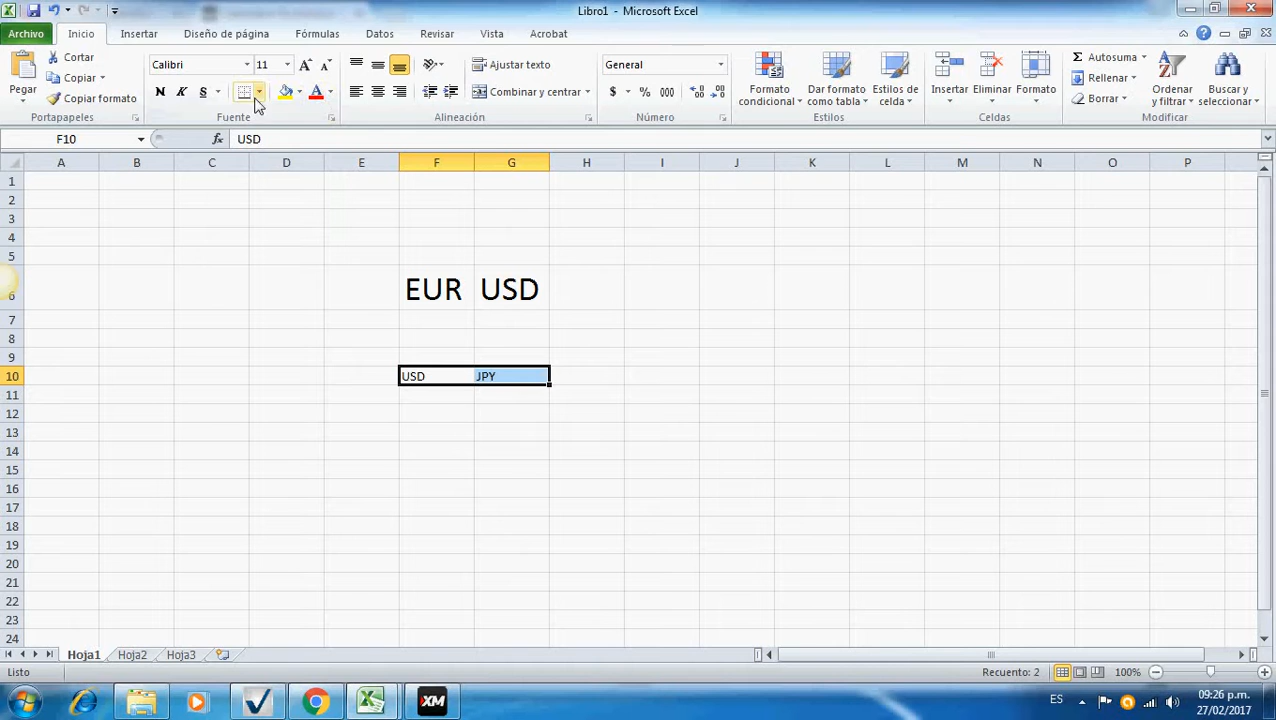 Libro1 - Microsoft Excel
Archivo Inicio Insertar Diseño de página Fórmulas Datos Revisar Vista Acrobat
Pegar
Cortar
Copiar
Copiar formato
Portapapeles
Calibri 11
N K S
A
Fuente
Ajustar texto
Combinar y centrar
Alineación
General
$ % 000
Número
Formato condicional
Dar formato como tabla
Estilos de celda
Estilos
Insertar
Eliminar
Formato
Celdas
Autosuma
Rellenar
Borrar
Ordenar y filtrar
Buscar y seleccionar
Modificar
F10 fx USD
A B C D E F G H I J K L M N O P
1
2
3
4
5
6 EUR USD
7
8
9
10 USD JPY
11
12
13
14
15
16
17
18
19
20
21
22
23
24
Hoja1 Hoja2 Hoja3
Listo Recuento: 2 100%
XM ES 09:26 p.m.
27/02/2017